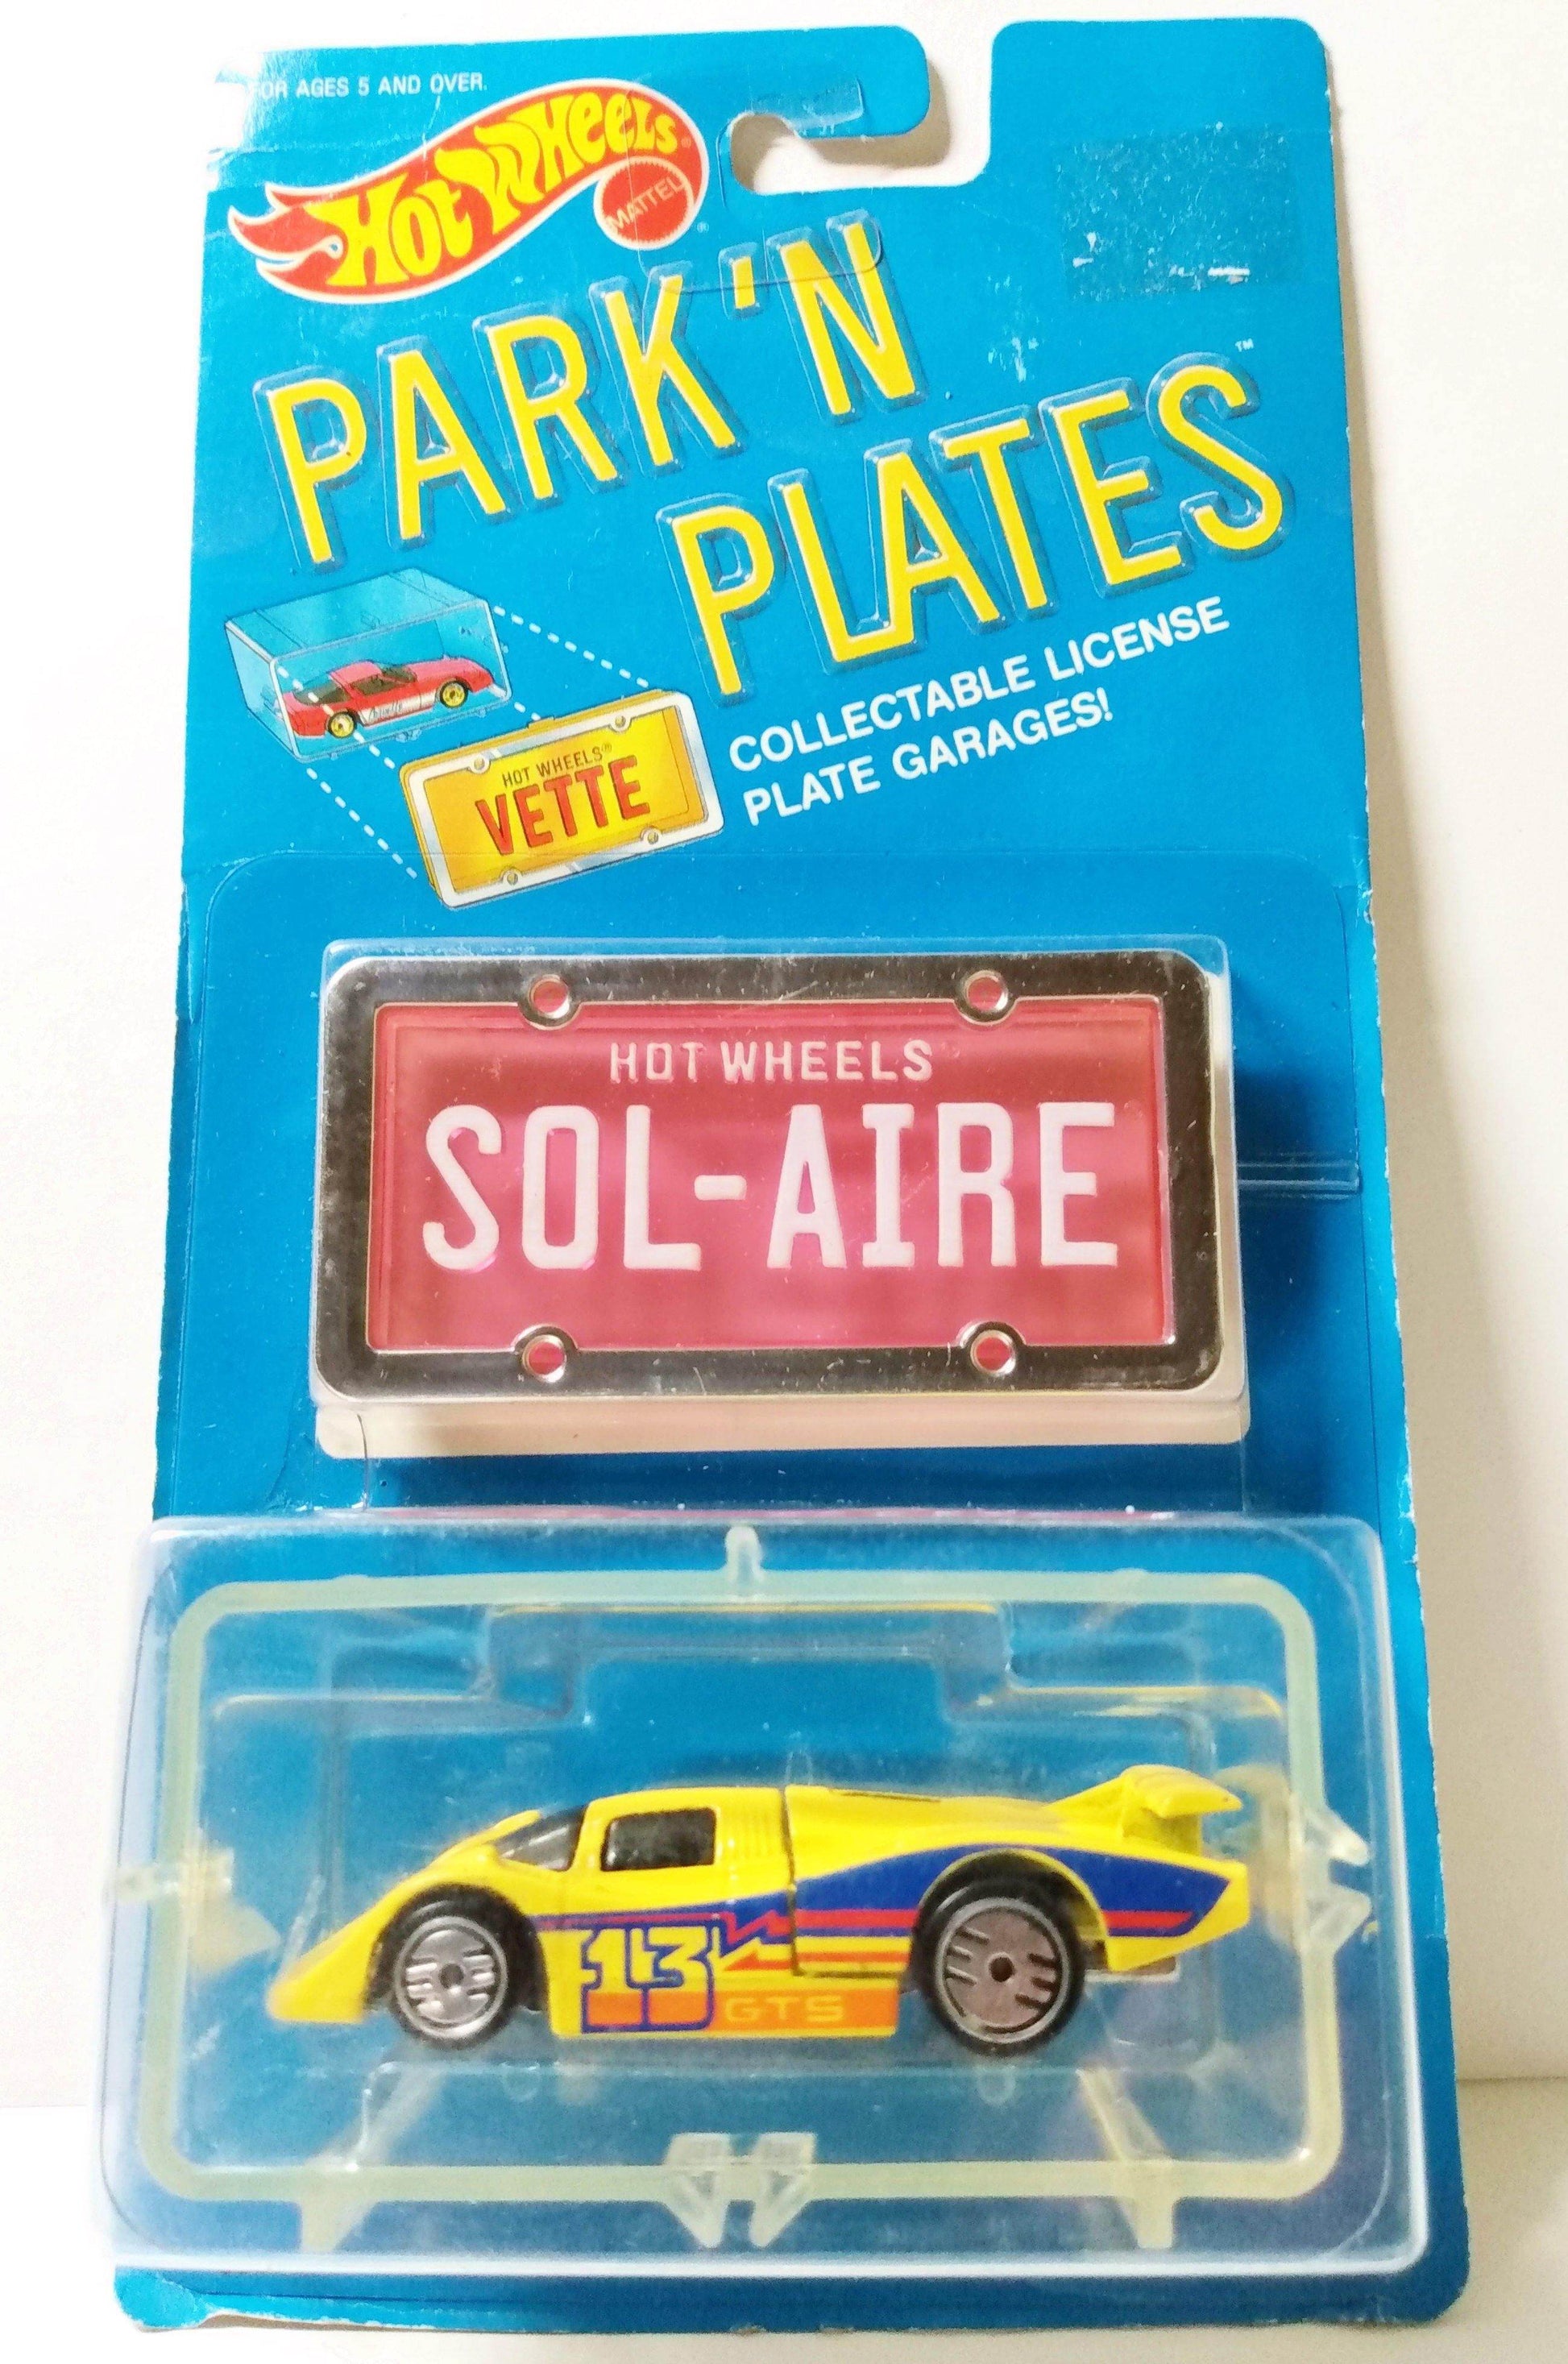 FOR AGES 5 AND OVER.
HOT WHEELS®
MATTEL®
PARK 'N
PLATES™
COLLECTABLE LICENSE
PLATE GARAGES!
HOT WHEELS®
VETTE
HOT WHEELS
SOL-AIRE
13
GTS